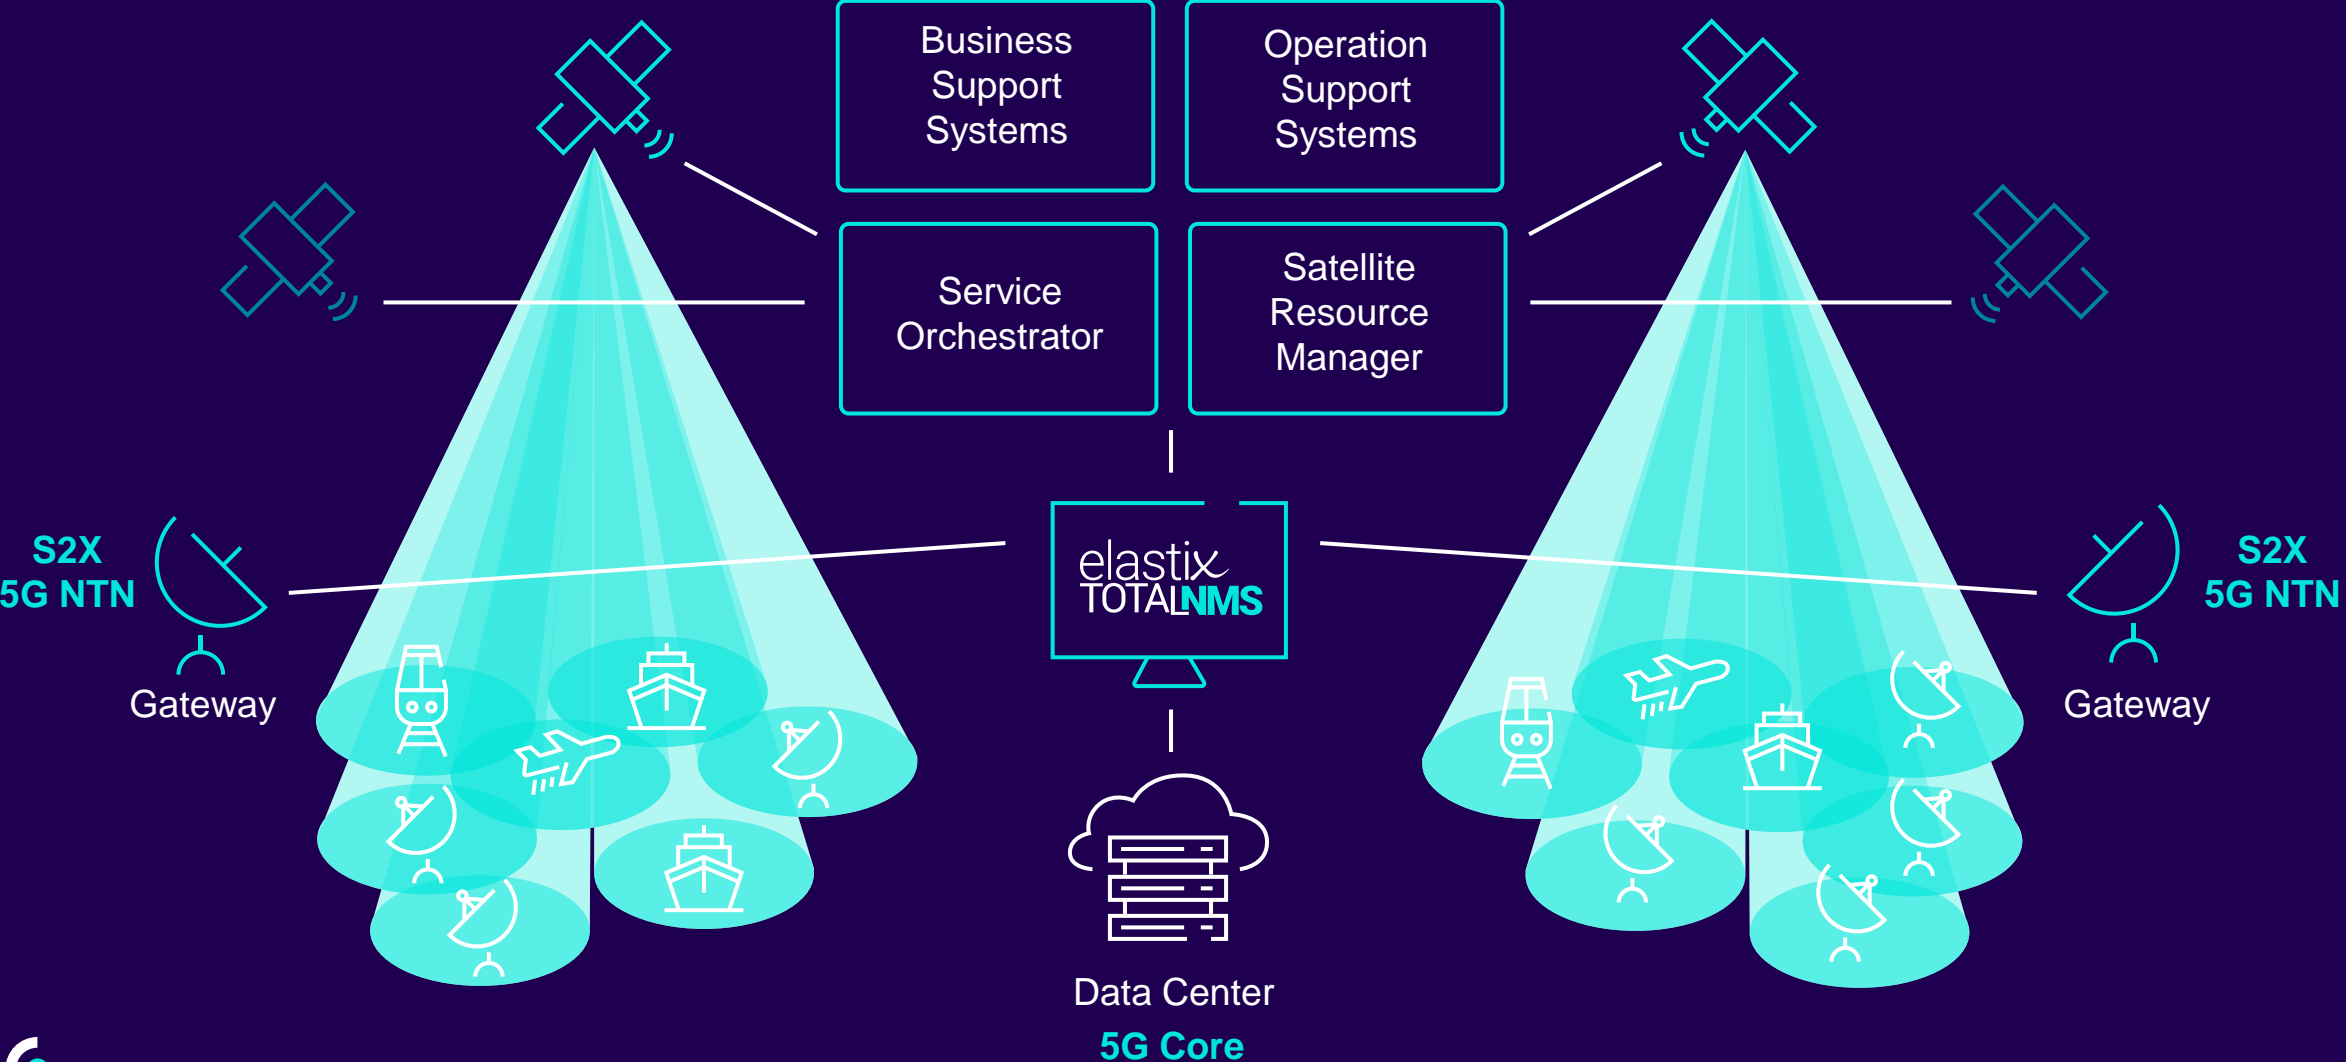 Business
Support
Systems
Operation
Support
Systems
Service
Orchestrator
Satellite
Resource
Manager
S2X
5G NTN
Gateway
elastix
TOTALNMS
S2X
5G NTN
Gateway
Data Center
5G Core